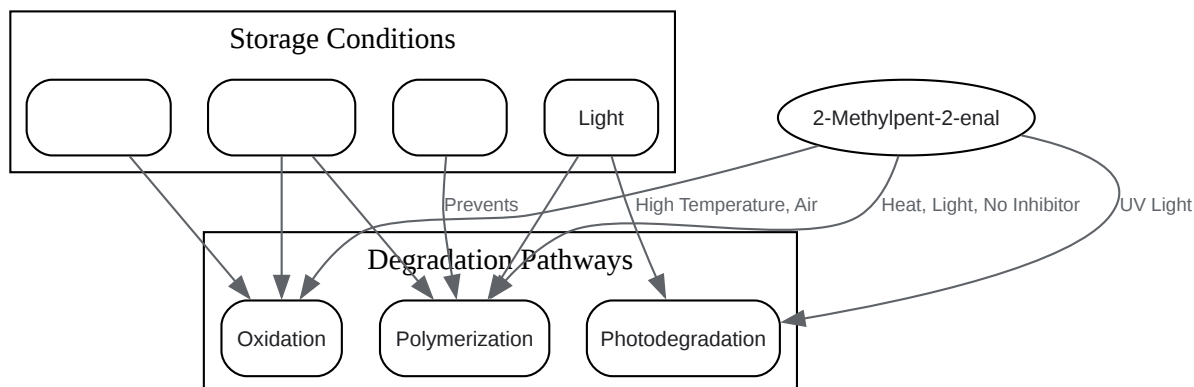 Storage Conditions
Light
2-Methylpent-2-enal
Prevents
High Temperature, Air
Heat, Light, No Inhibitor
UV Light
Degradation Pathways
Oxidation
Polymerization
Photodegradation